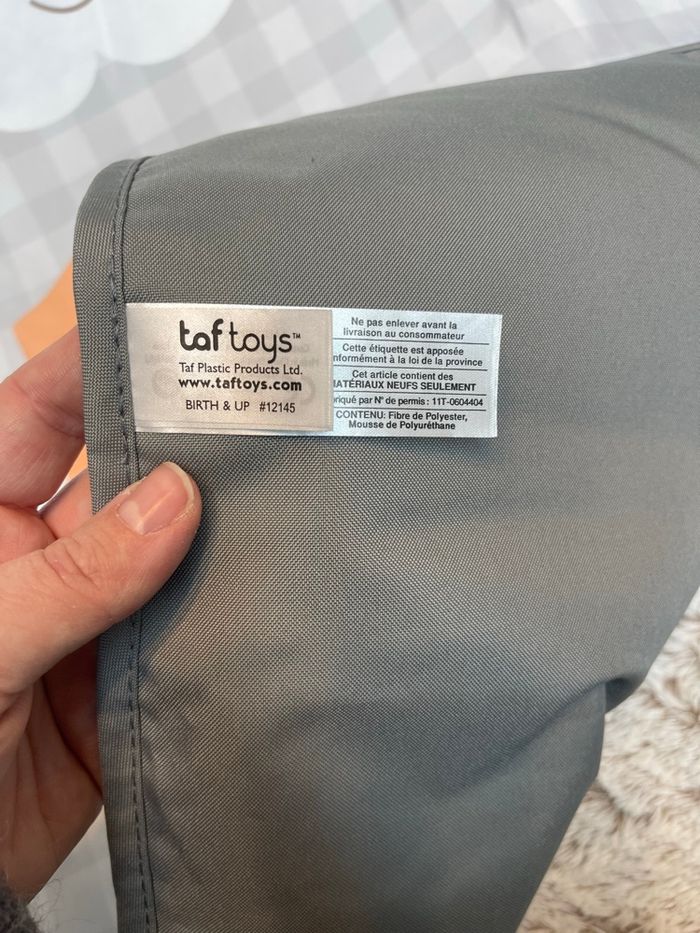 taf toys™
Taf Plastic Products Ltd.
www.taftoys.com
BIRTH & UP #12145
Ne pas enlever avant la
livraison au consommateur
Cette étiquette est apposée
nformément à la loi de la province
Cet article contient des
MATÉRIAUX NEUFS SEULEMENT
riqué par N° de permis : 11T-0604404
CONTENU: Fibre de Polyester,
Mousse de Polyuréthane